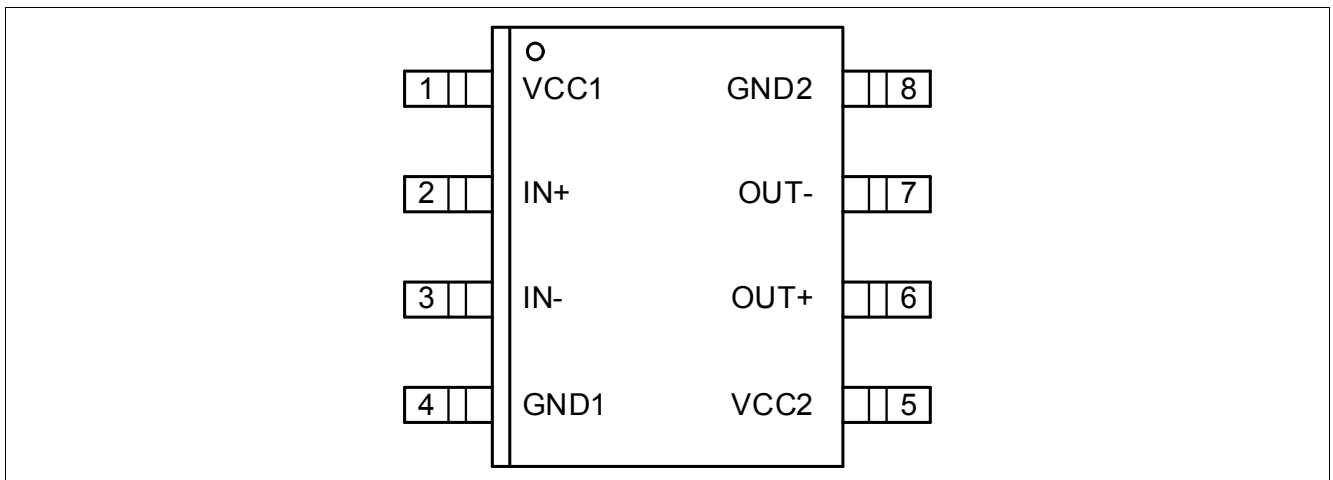 1 VCC1 GND2 8
2 IN+ OUT- 7
3 IN- OUT+ 6
4 GND1 VCC2 5